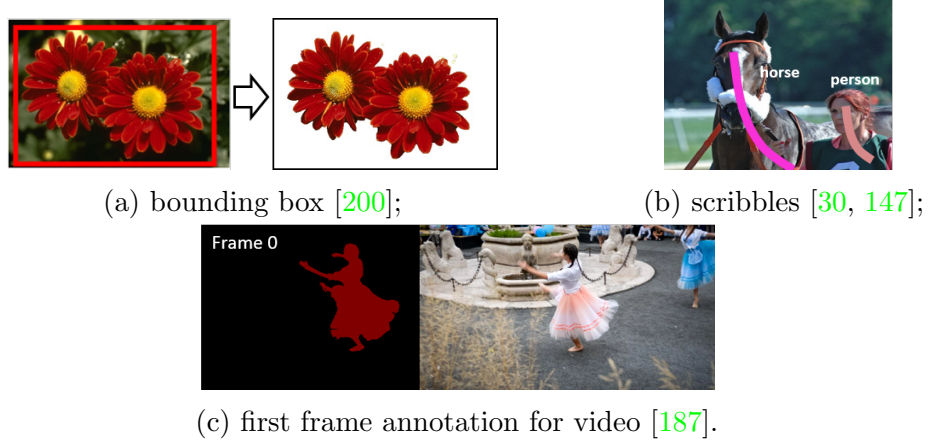 horse
person
(a) bounding box [200];
(b) scribbles [30, 147];
Frame 0
(c) first frame annotation for video [187].